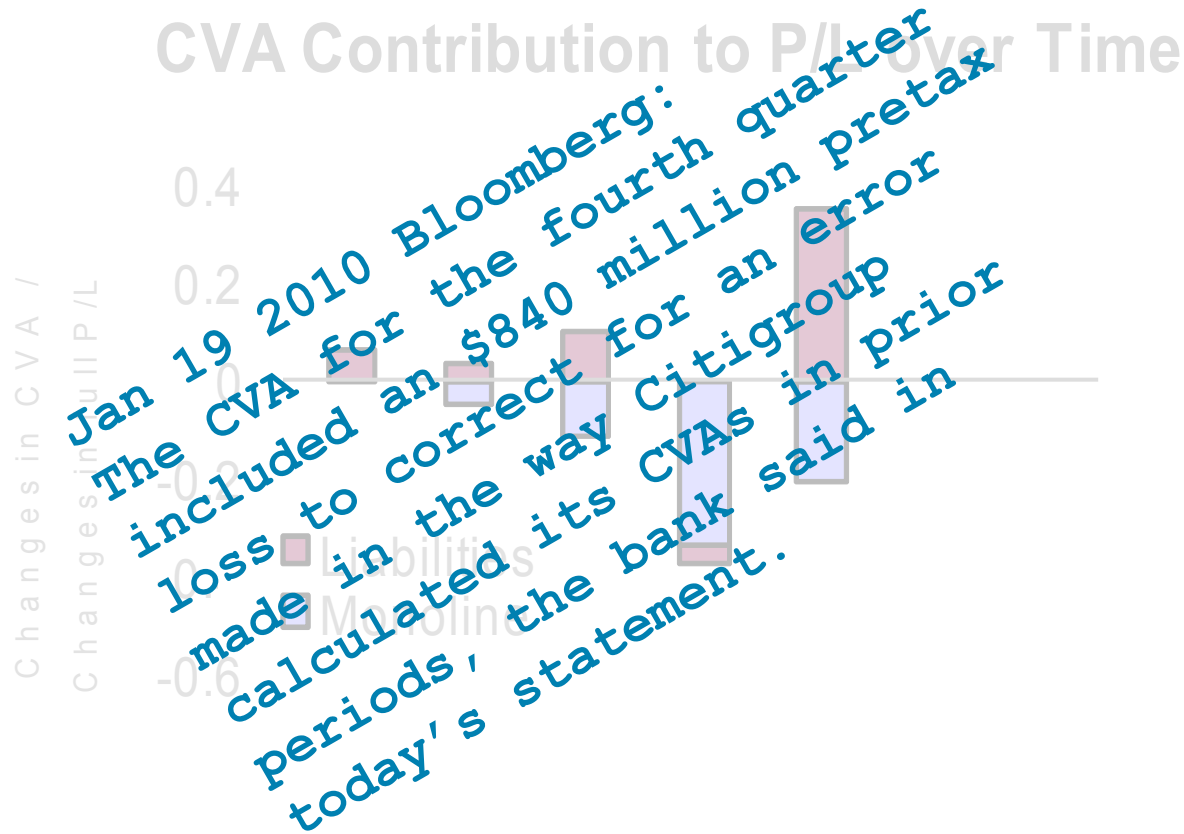 CVA Contribution to P/L over Time
Jan 19 2010 Bloomberg:
The CVA for the fourth quarter
included an $840 million pretax
loss to correct for an error
made in the way Citigroup
calculated its CVAs in prior
periods, the bank said in
today's statement.
0.4
0.2
0
-0.2
-0.6
Changes in CVA /
Changes in full P/L
Liabilities
Monoline